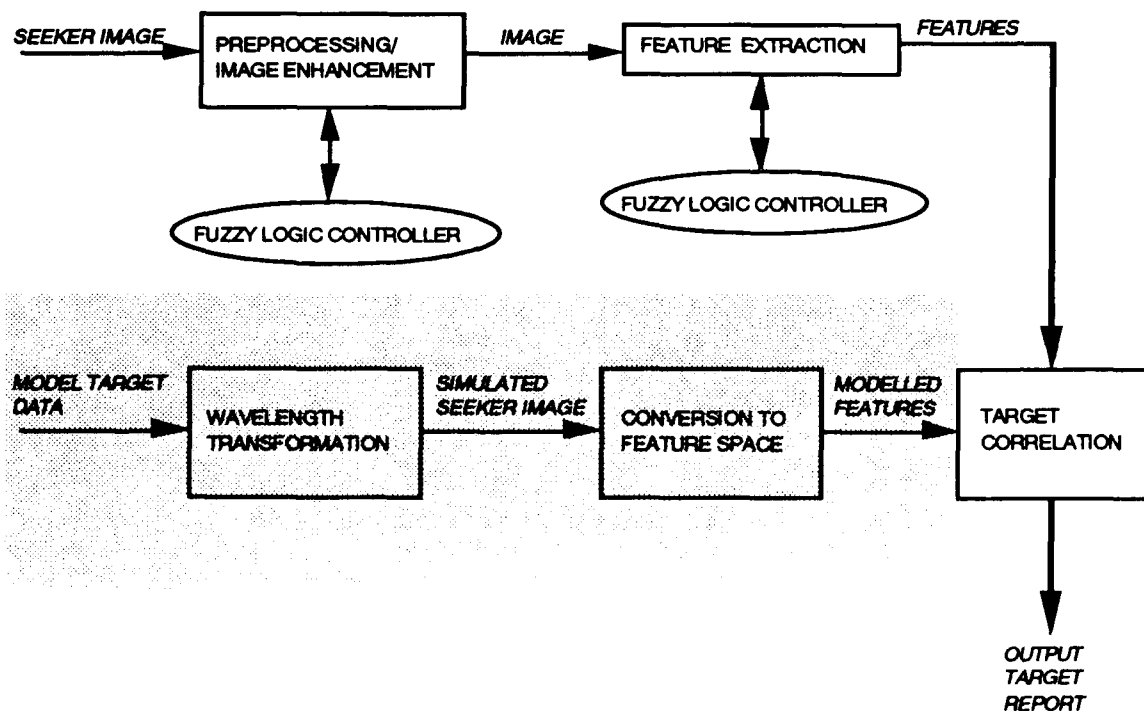 SEEKER IMAGE
PREPROCESSING/
IMAGE ENHANCEMENT
IMAGE
FEATURE EXTRACTION
FEATURES
FUZZY LOGIC CONTROLLER
FUZZY LOGIC CONTROLLER
MODEL TARGET
DATA
WAVELENGTH
TRANSFORMATION
SIMULATED
SEEKER IMAGE
CONVERSION TO
FEATURE SPACE
MODELLED
FEATURES
TARGET
CORRELATION
OUTPUT
TARGET
REPORT